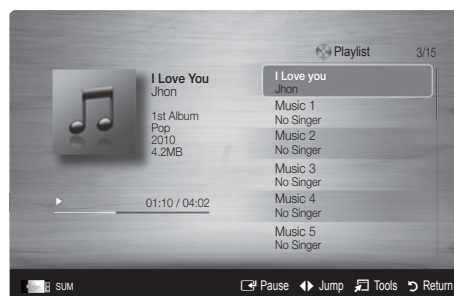 Playlist 3/15
I Love You
Jhon
1st Album
Pop
2010
4.2MB
01:10 / 04:02
I Love you
Jhon
Music 1
No Singer
Music 2
No Singer
Music 3
No Singer
Music 4
No Singer
Music 5
No Singer
SUM Pause Jump Tools Return